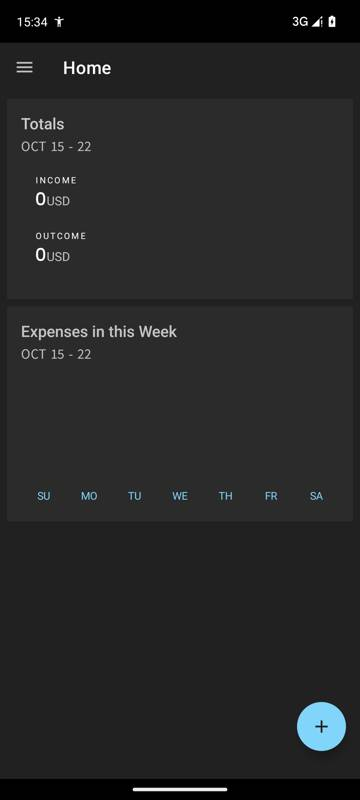 15:34
3G
Home
Totals
OCT 15 - 22
INCOME
0USD
OUTCOME
0USD
Expenses in this Week
OCT 15 - 22
SU MO TU WE TH FR SA
+